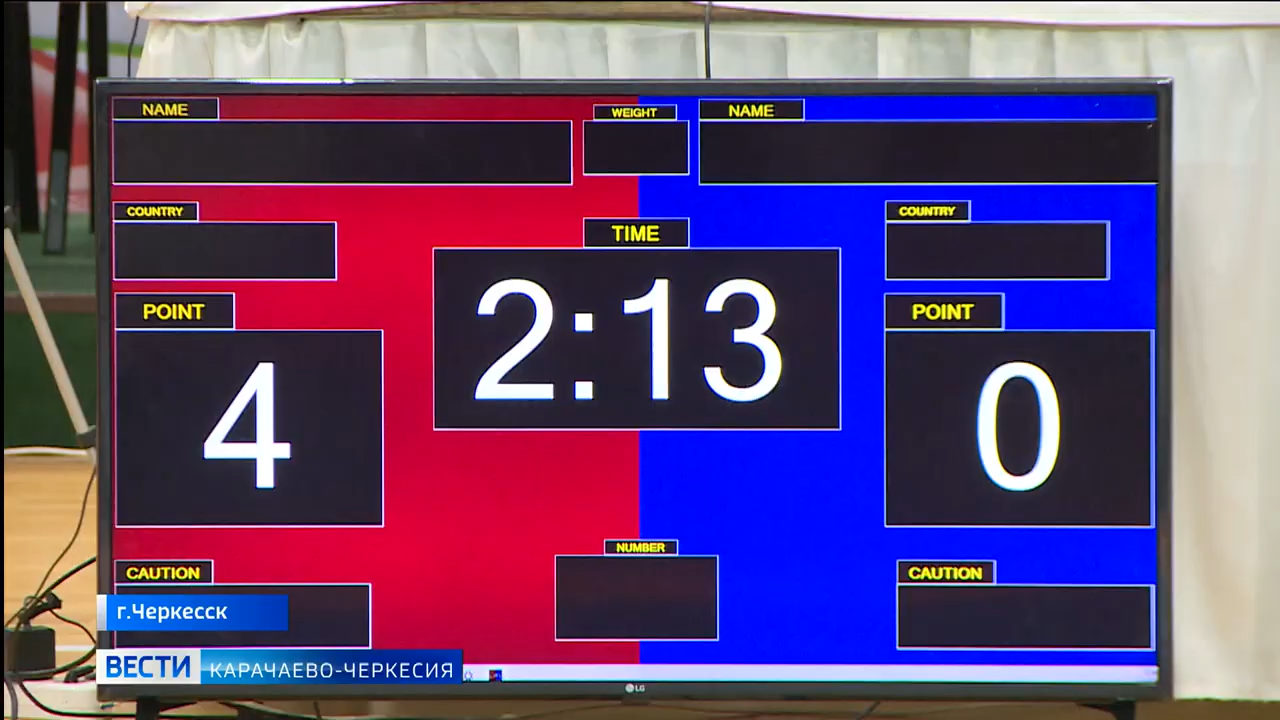 NAME
WEIGHT
NAME
COUNTRY
COUNTRY
TIME
2:13
POINT
POINT
4
0
NUMBER
CAUTION
CAUTION
г.Черкесск
ВЕСТИ КАРАЧАЕВО-ЧЕРКЕСИЯ
LG